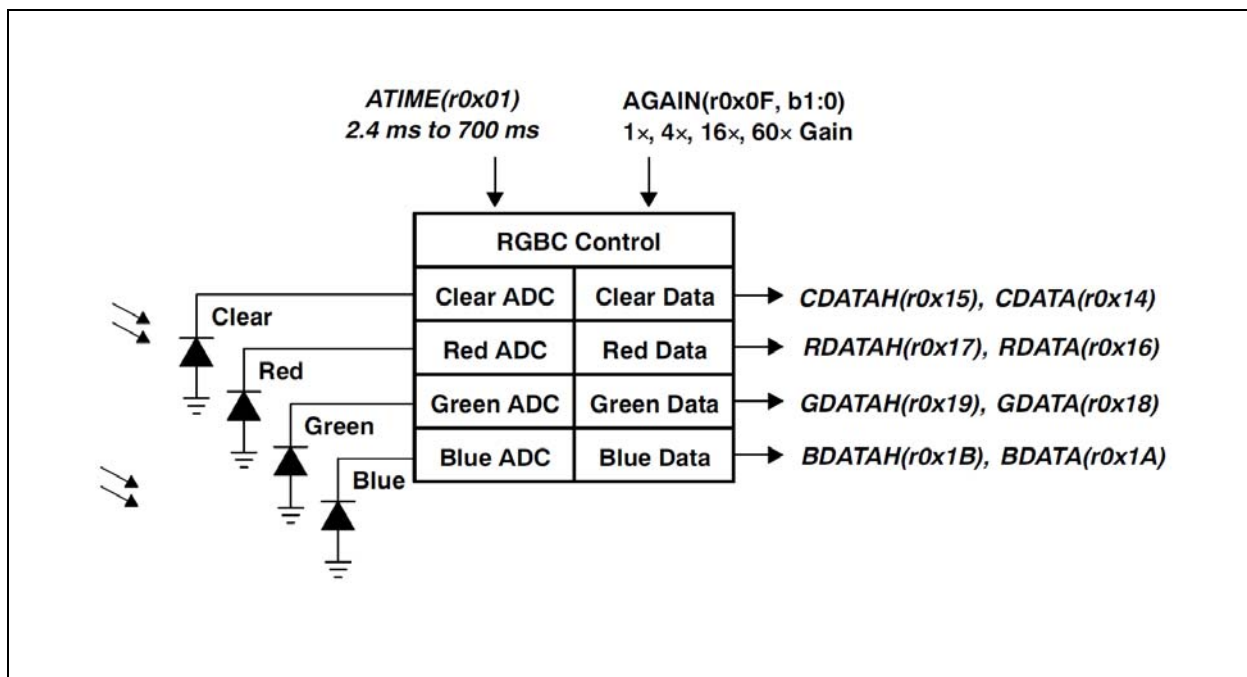 ATIME(r0x01)
2.4 ms to 700 ms
AGAIN(r0x0F, b1:0)
1×, 4×, 16×, 60× Gain
RGBC Control
Clear
Clear ADC
Clear Data
CDATAH(r0x15), CDATA(r0x14)
Red
Red ADC
Red Data
RDATAH(r0x17), RDATA(r0x16)
Green
Green ADC
Green Data
GDATAH(r0x19), GDATA(r0x18)
Blue
Blue ADC
Blue Data
BDATAH(r0x1B), BDATA(r0x1A)